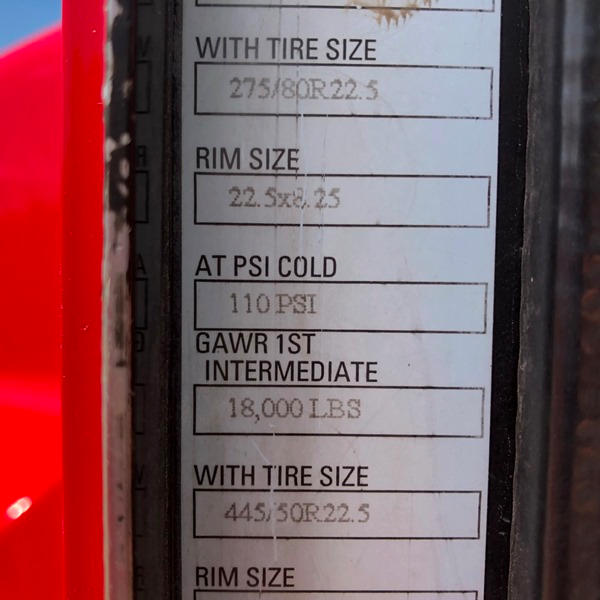 WITH TIRE SIZE
275/80R22.5
RIM SIZE
22.5x8.25
AT PSI COLD
110 PSI
GAWR 1ST
INTERMEDIATE
18,000 LBS
WITH TIRE SIZE
445/50R22.5
RIM SIZE